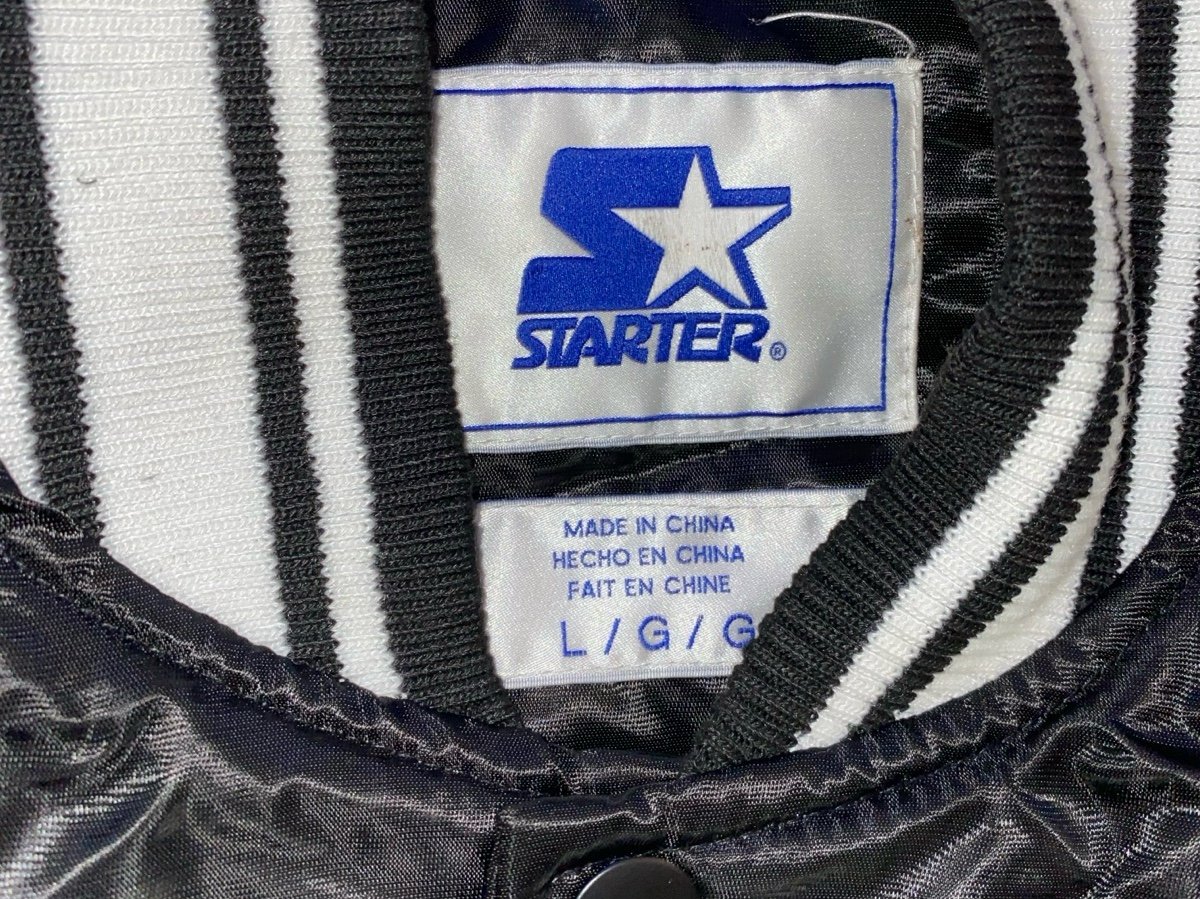 STARTER®
MADE IN CHINA
HECHO EN CHINA
FAIT EN CHINE
L / G / G